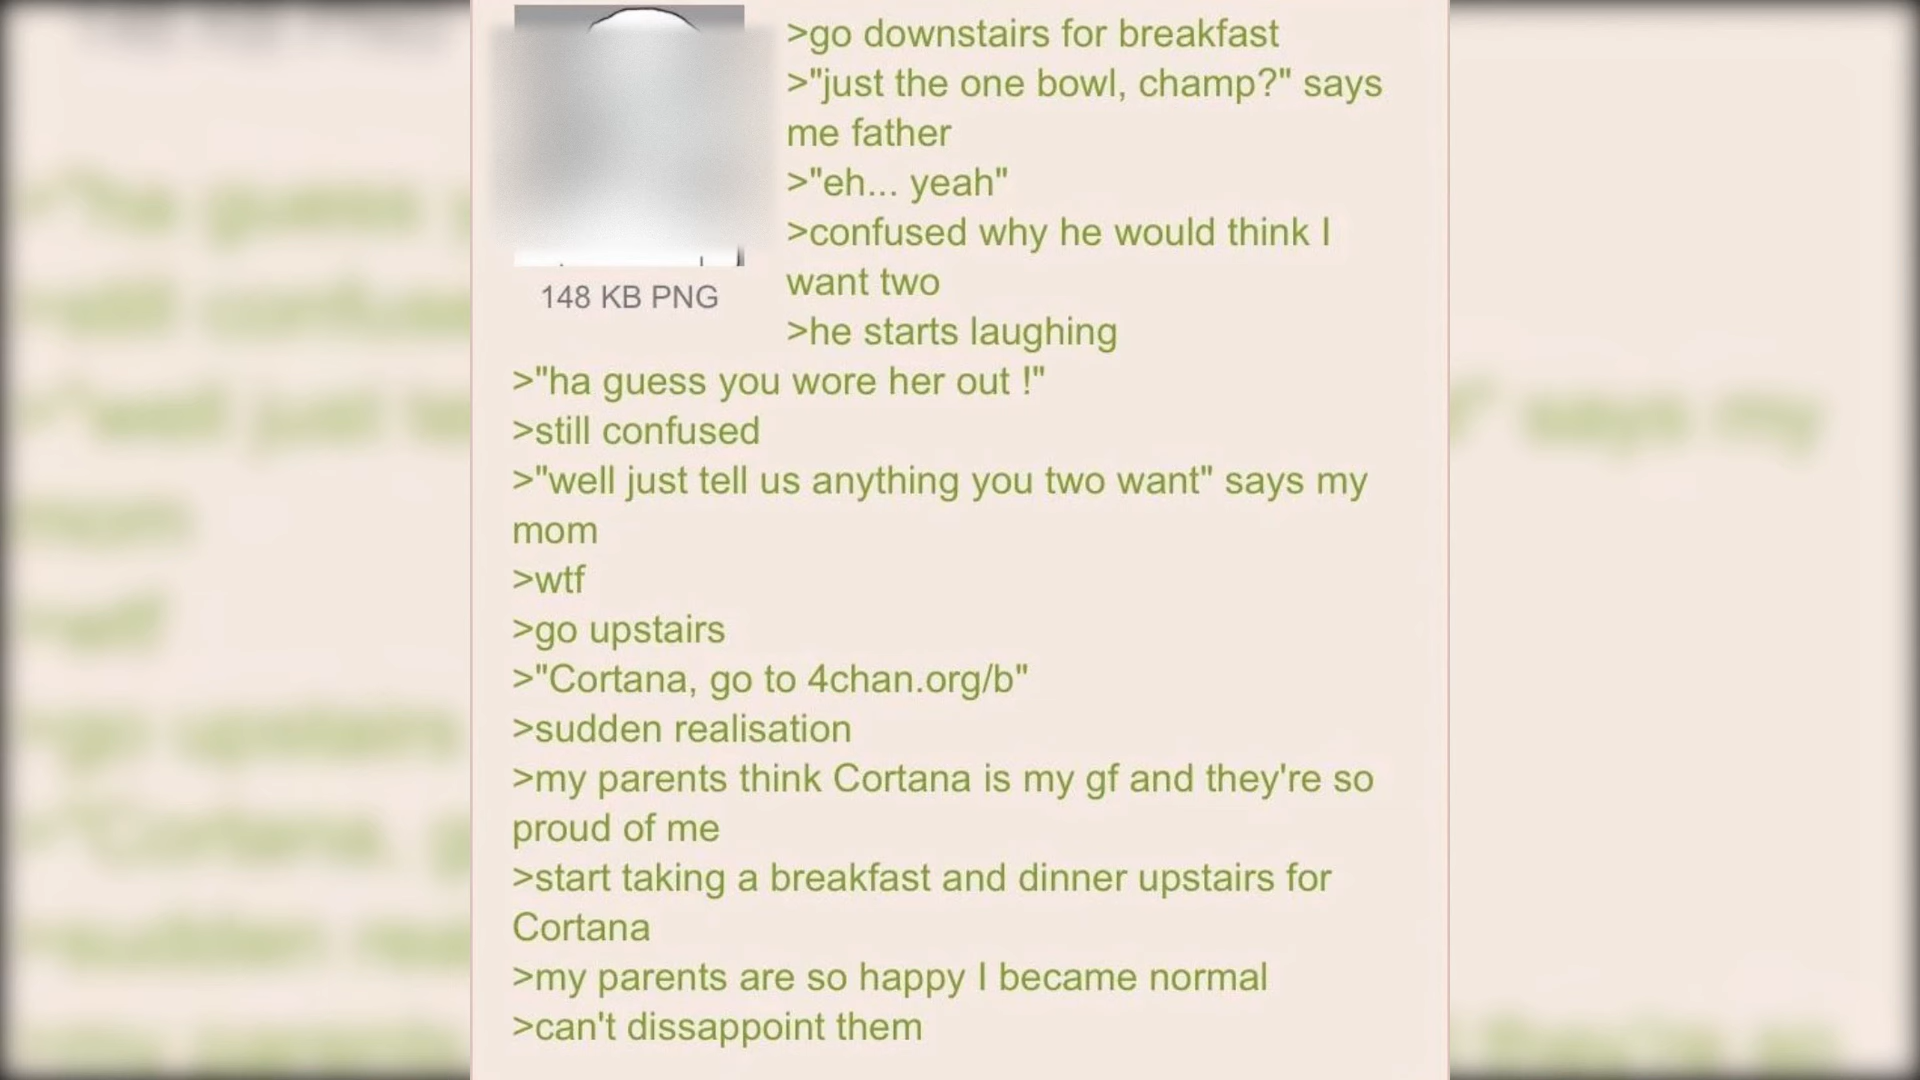 >go downstairs for breakfast
>"just the one bowl, champ?" says
me father
>"eh... yeah"
>confused why he would think I
want two
>he starts laughing
148 KB PNG
>"ha guess you wore her out !"
>still confused
>"well just tell us anything you two want" says my
mom
>wtf
>go upstairs
>"Cortana, go to 4chan.org/b"
>sudden realisation
>my parents think Cortana is my gf and they're so
proud of me
>start taking a breakfast and dinner upstairs for
Cortana
>my parents are so happy I became normal
>can't dissappoint them